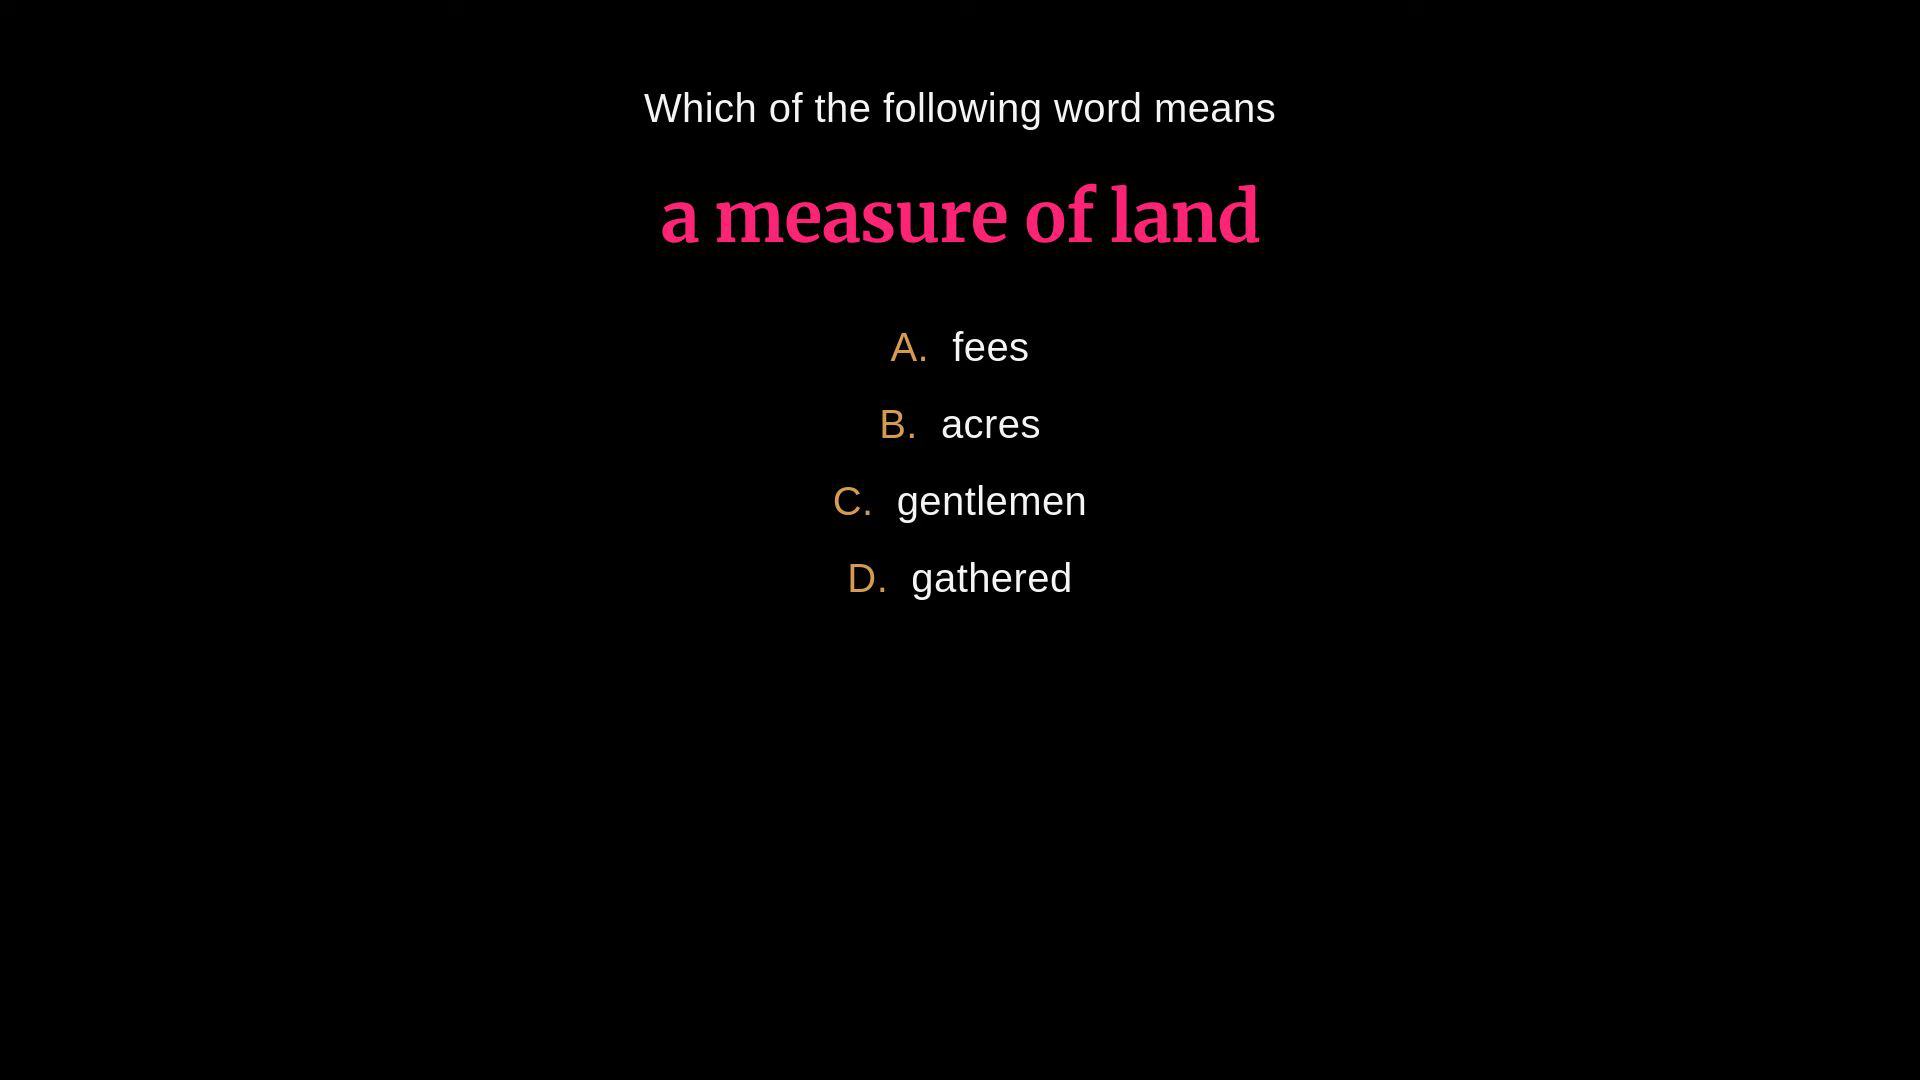 Which of the following word means
a measure of land
A. fees
B. acres
C. gentlemen
D. gathered